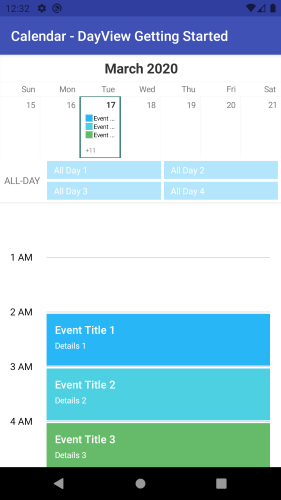 12:32
Calendar - DayView Getting Started
March 2020
Sun Mon Tue Wed Thu Fri Sat
15 16 17 18 19 20 21
Event ...
Event ...
Event ...
+11
ALL-DAY
All Day 1 All Day 2
All Day 3 All Day 4
1 AM
2 AM
Event Title 1
Details 1
3 AM
Event Title 2
Details 2
4 AM
Event Title 3
Details 3